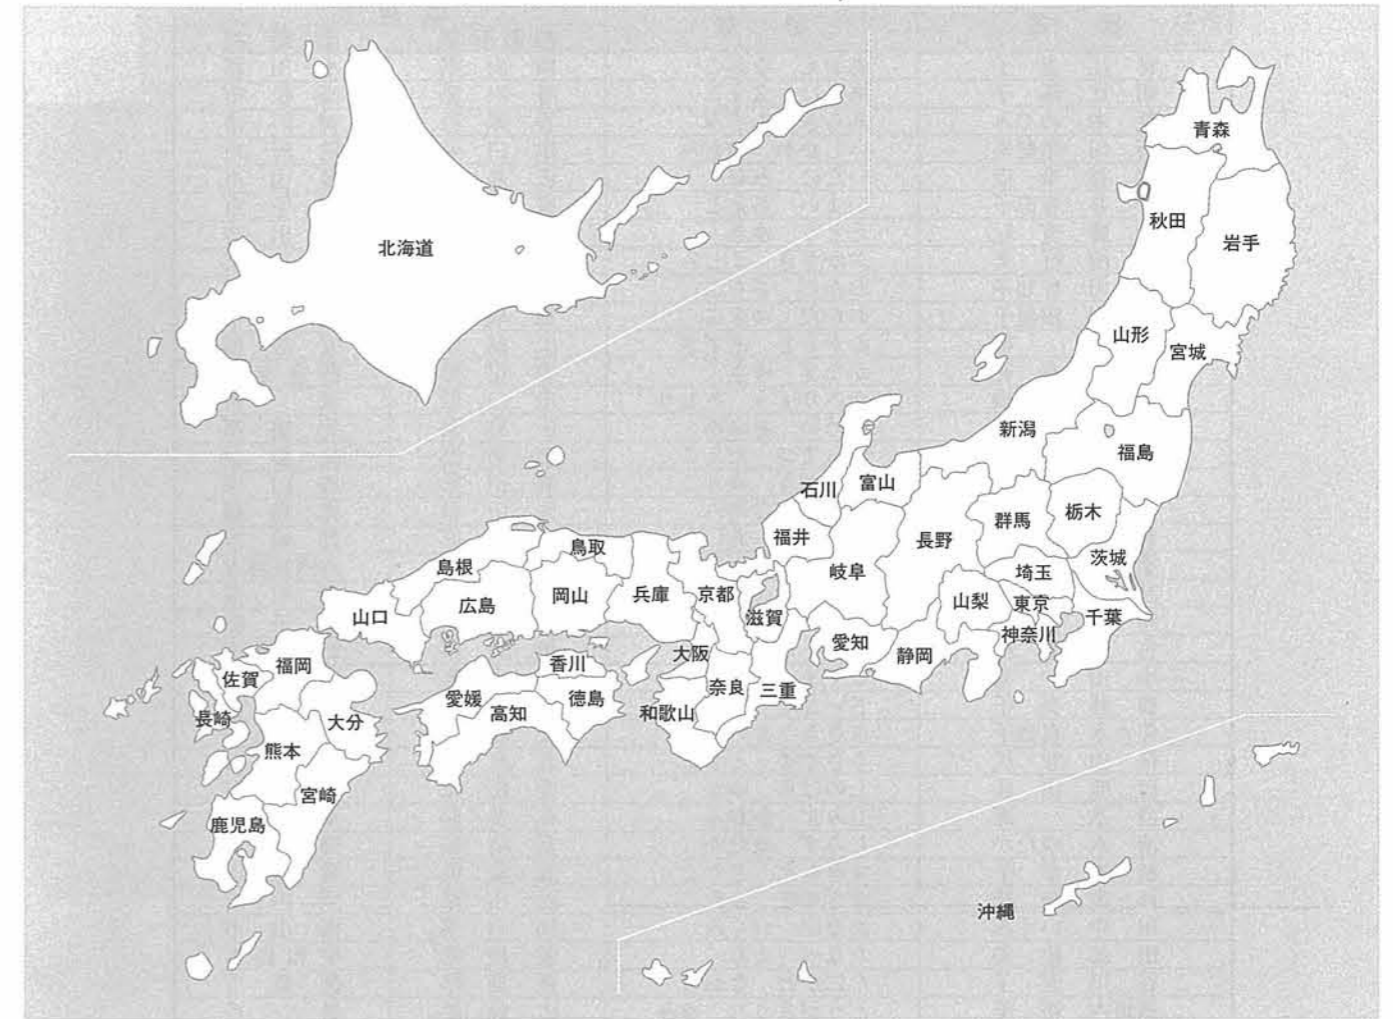 北海道
青森
秋田
岩手
山形
宮城
新潟
福島
石川
富山
福井
長野
群馬
栃木
岐阜
埼玉
茨城
山梨
東京
千葉
神奈川
愛知
静岡
島根
鳥取
広島
岡山
兵庫
京都
滋賀
山口
大阪
奈良
三重
和歌山
香川
愛媛
高知
徳島
福岡
佐賀
長崎
大分
熊本
宮崎
鹿児島
沖縄